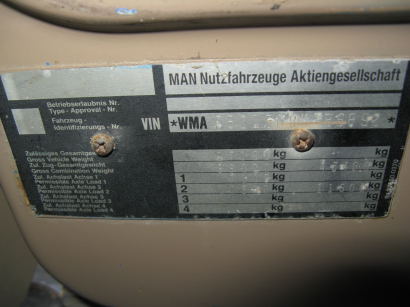 MAN Nutzfahrzeuge Aktiengesellschaft
Betriebserlaubnis Nr.
Type - Approval - Nr.
Fahrzeug -
Identifizierungs - Nr.
VIN *WMA *
Zulässiges Gesamtgew. kg
Gross Vehicle Weight
Zul. Zug-Gesamtgewicht kg kg
Gross Combination Weight
Zul. Achslast Achse 1 1 kg kg
Permissible Axle Load 1
Zul. Achslast Achse 2 2 kg kg
Permissible Axle Load 2
Zul. Achslast Achse 3 3 kg kg
Permissible Axle Load 3
Zul. Achslast Achse 4 4 kg kg
Permissible Axle Load 4